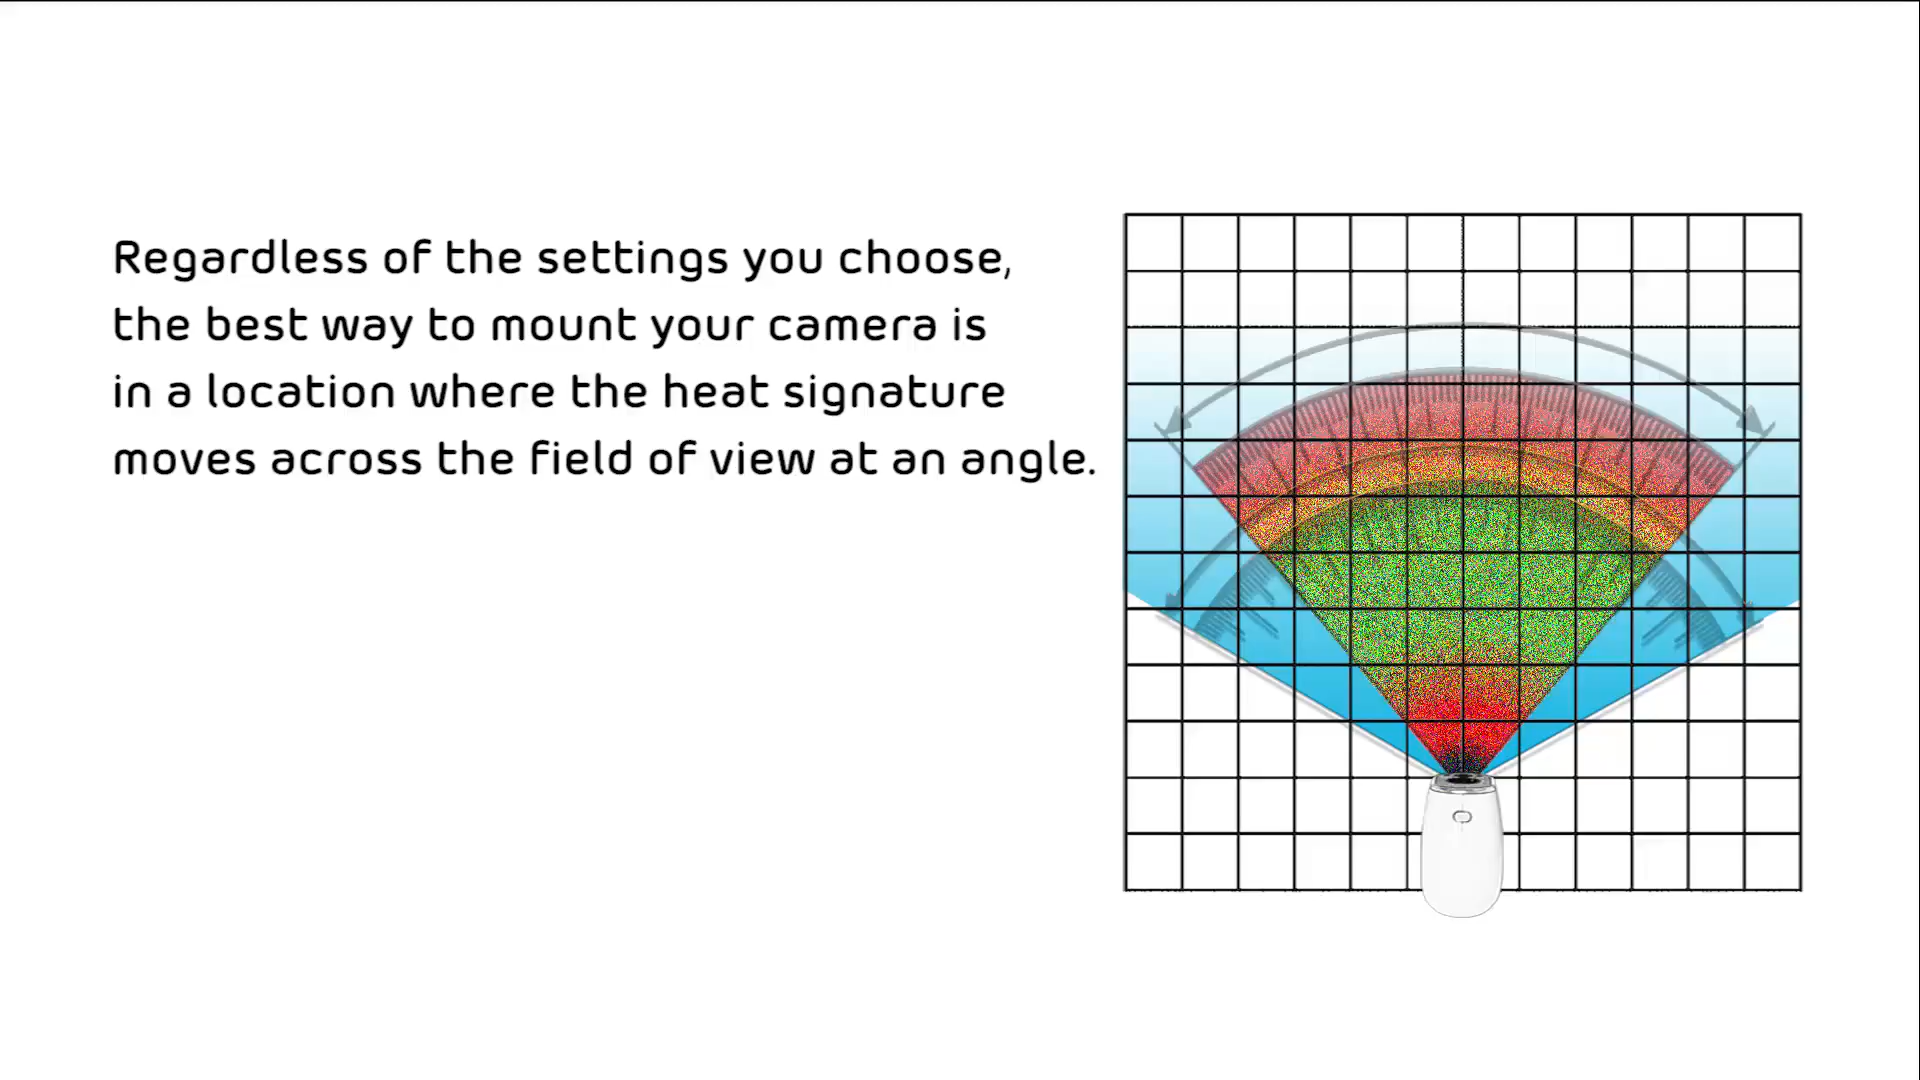 Regardless of the settings you choose,
the best way to mount your camera is
in a location where the heat signature
moves across the field of view at an angle.